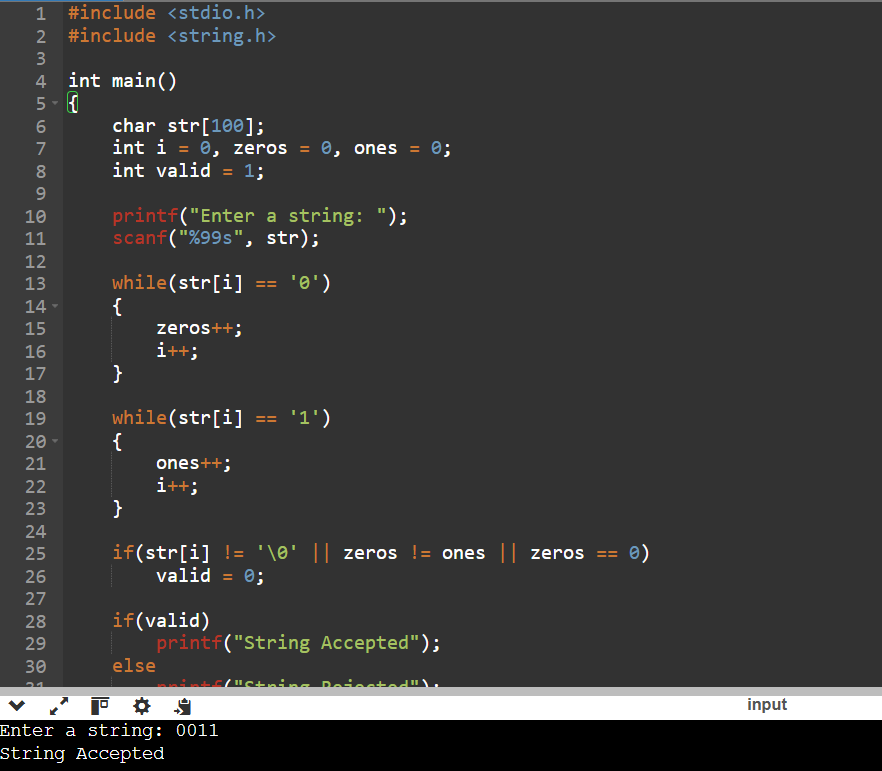 1 #include <stdio.h>
2 #include <string.h>
3
4 int main()
5 {
6     char str[100];
7     int i = 0, zeros = 0, ones = 0;
8     int valid = 1;
9
10     printf("Enter a string: ");
11     scanf("%99s", str);
12
13     while(str[i] == '0')
14     {
15         zeros++;
16         i++;
17     }
18
19     while(str[i] == '1')
20     {
21         ones++;
22         i++;
23     }
24
25     if(str[i] != '\0' || zeros != ones || zeros == 0)
26         valid = 0;
27
28     if(valid)
29         printf("String Accepted");
30     else
31         printf("String Rejected");
input
Enter a string: 0011
String Accepted